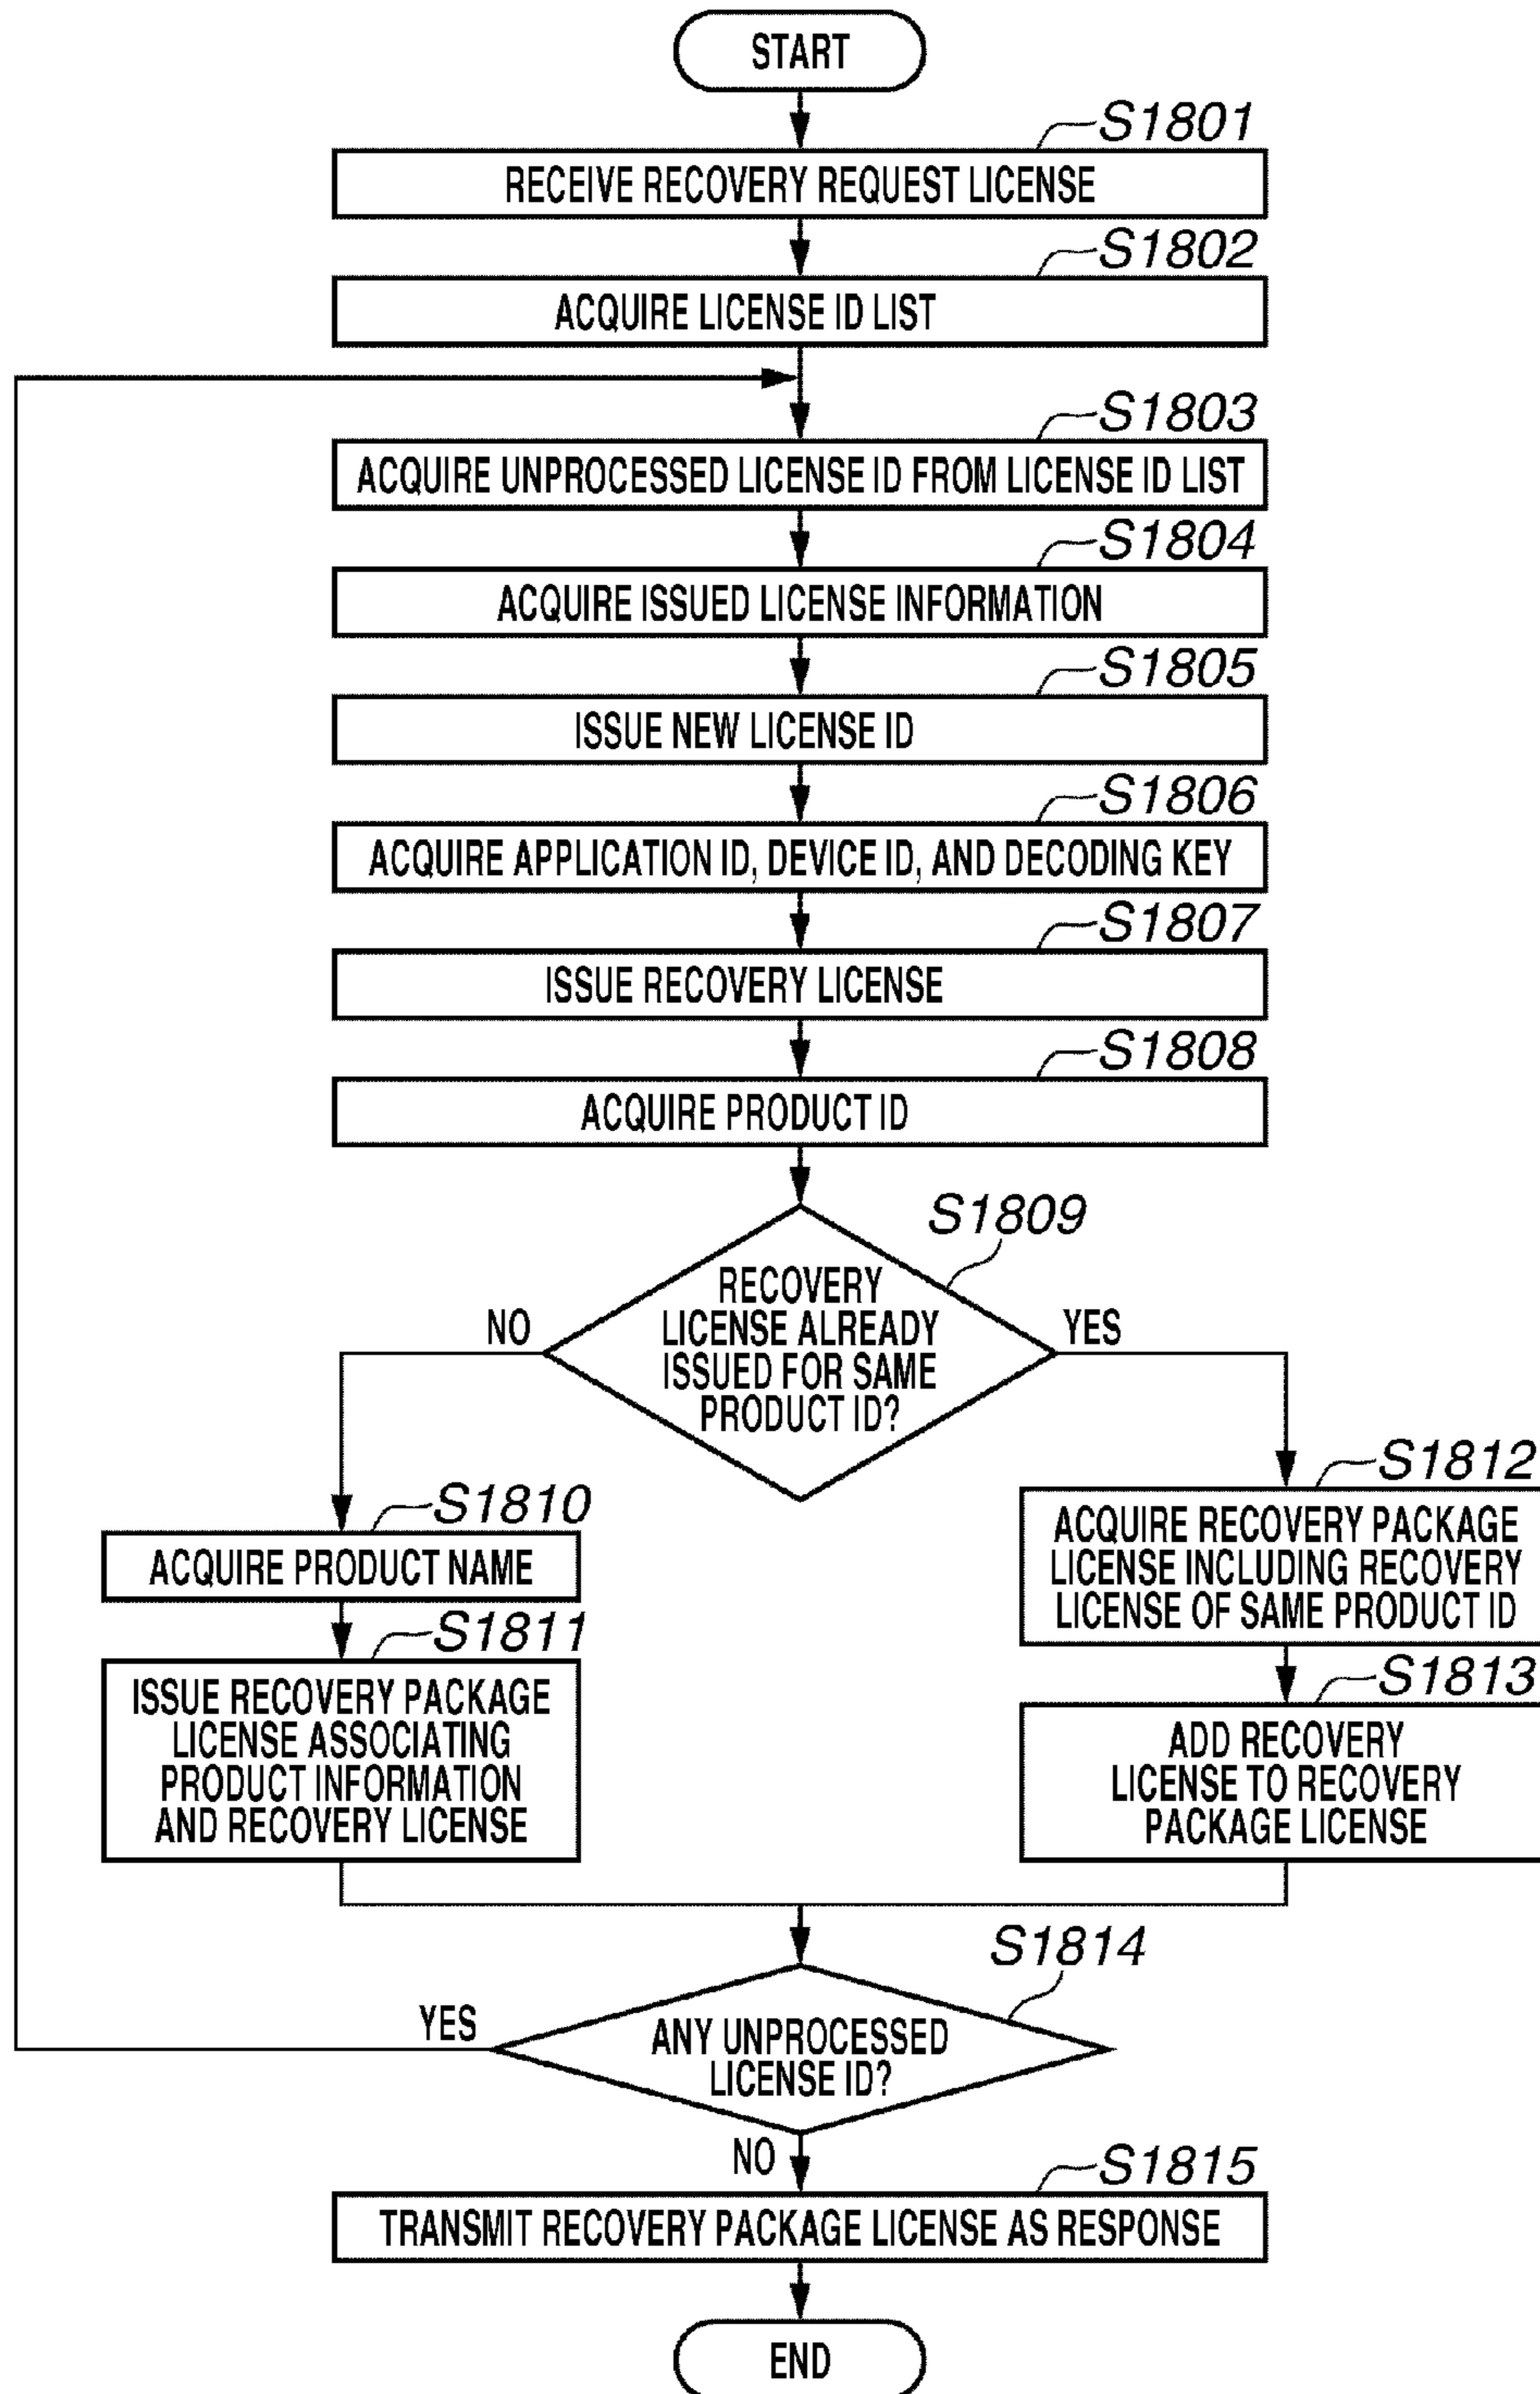 START
S1801
RECEIVE RECOVERY REQUEST LICENSE
S1802
ACQUIRE LICENSE ID LIST
S1803
ACQUIRE UNPROCESSED LICENSE ID FROM LICENSE ID LIST
S1804
ACQUIRE ISSUED LICENSE INFORMATION
S1805
ISSUE NEW LICENSE ID
S1806
ACQUIRE APPLICATION ID, DEVICE ID, AND DECODING KEY
S1807
ISSUE RECOVERY LICENSE
S1808
ACQUIRE PRODUCT ID
S1809
RECOVERY
LICENSE ALREADY
ISSUED FOR SAME
PRODUCT ID?
NO
YES
S1810
ACQUIRE PRODUCT NAME
S1811
ISSUE RECOVERY PACKAGE
LICENSE ASSOCIATING
PRODUCT INFORMATION
AND RECOVERY LICENSE
S1812
ACQUIRE RECOVERY PACKAGE
LICENSE INCLUDING RECOVERY
LICENSE OF SAME PRODUCT ID
S1813
ADD RECOVERY
LICENSE TO RECOVERY
PACKAGE LICENSE
S1814
ANY UNPROCESSED
LICENSE ID?
YES
NO
S1815
TRANSMIT RECOVERY PACKAGE LICENSE AS RESPONSE
END